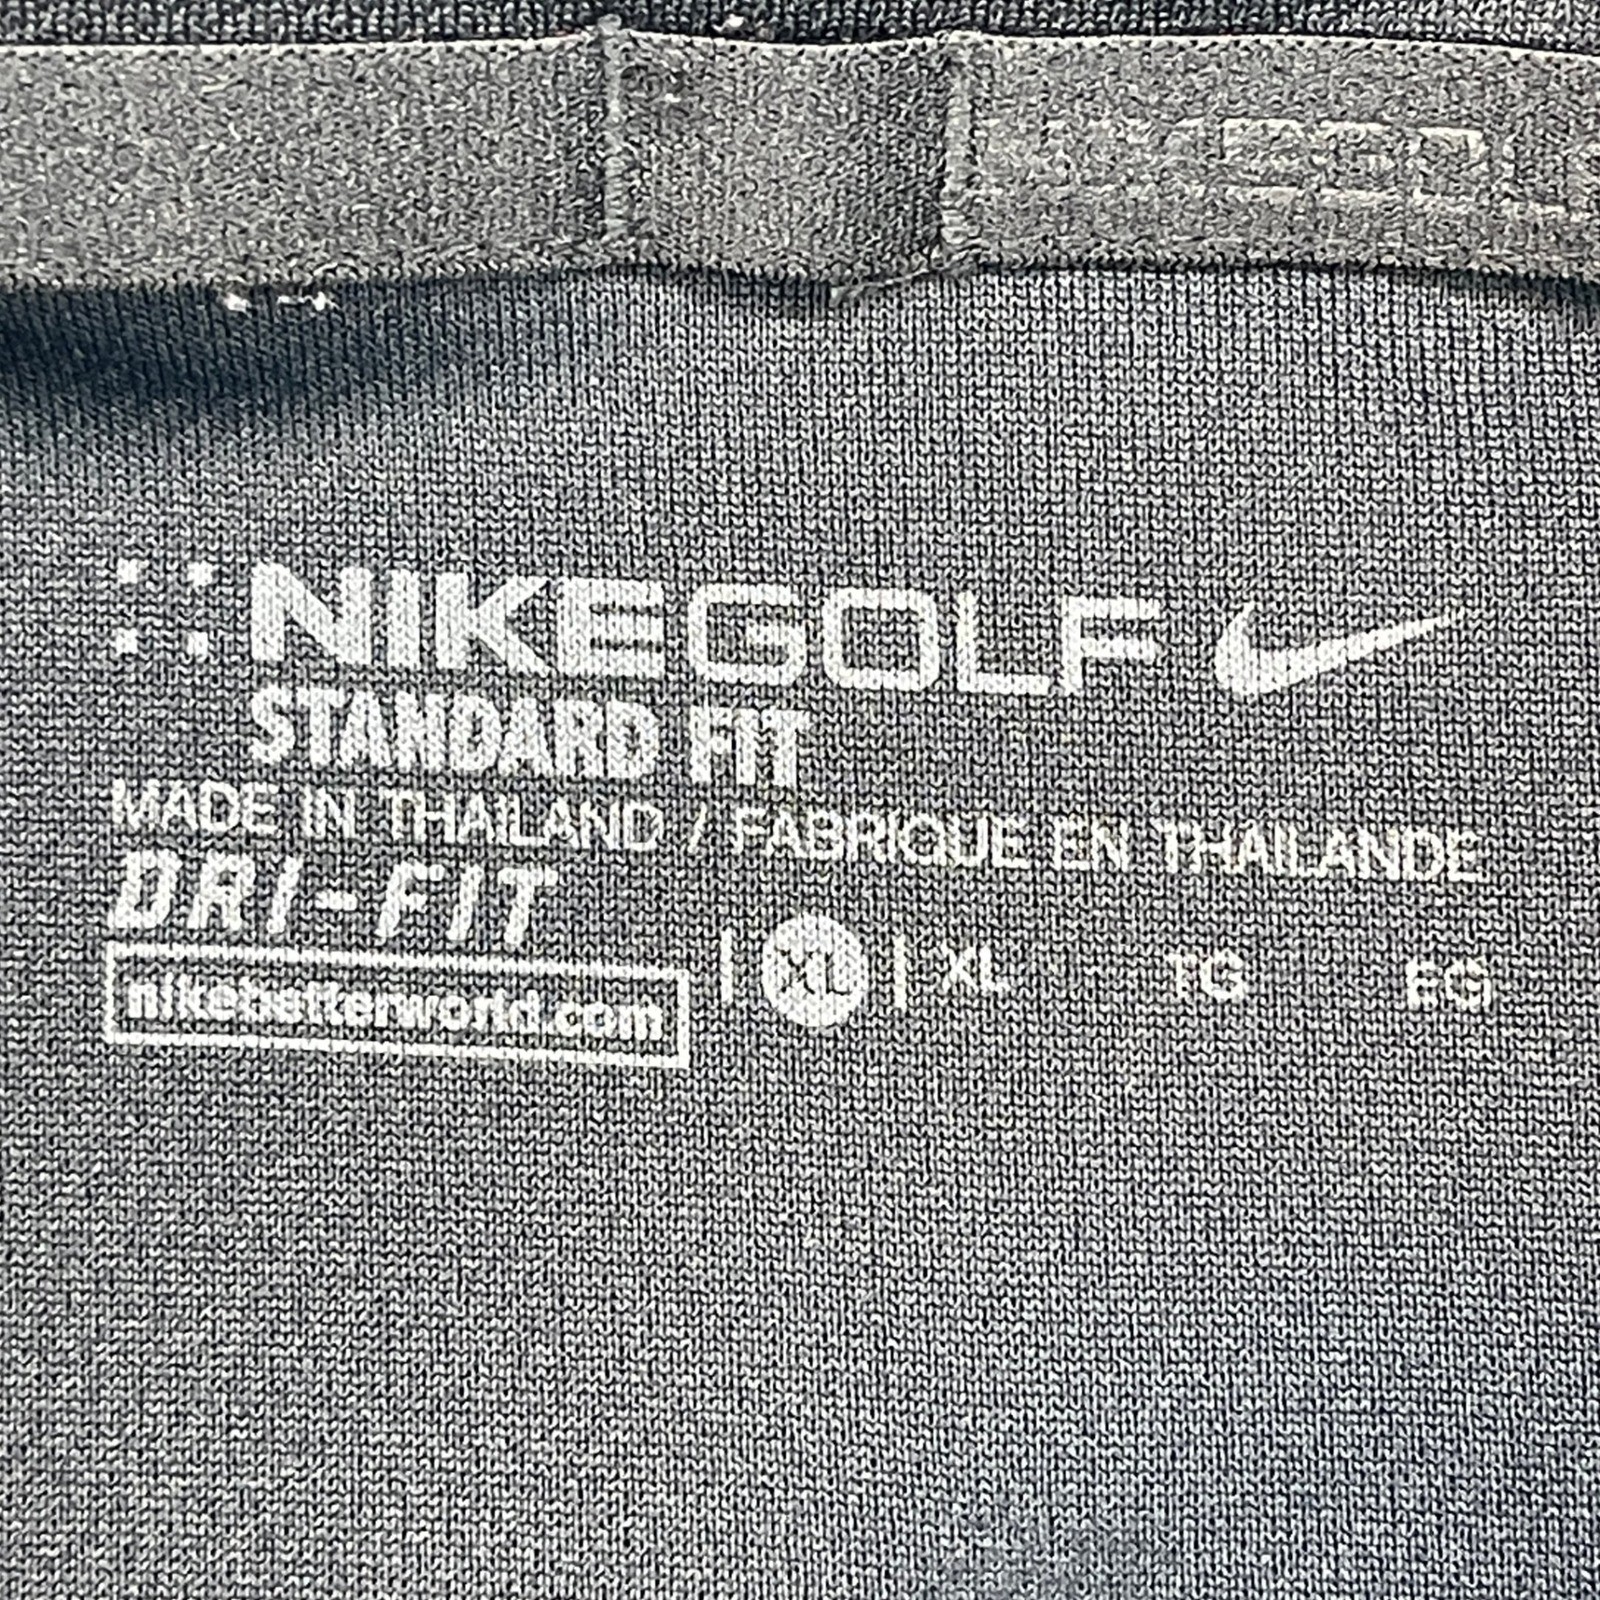 NIKEGOLF
STANDARD FIT
MADE IN THAILAND / FABRIQUE EN THAILANDE
DRI-FIT
nikebetterworld.com
| XL | XL TG EG